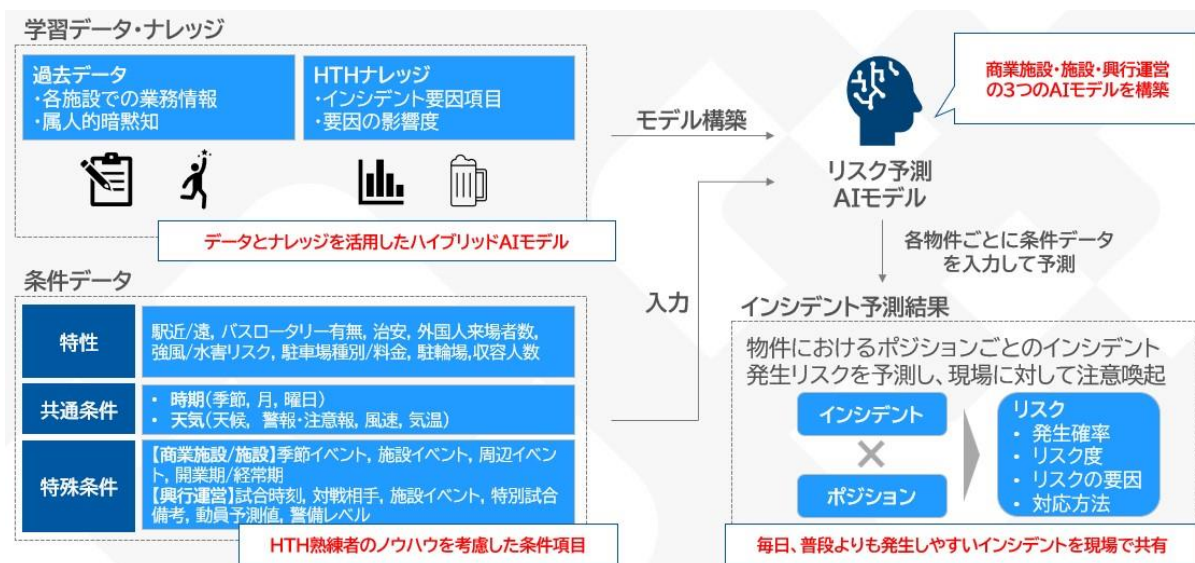 学習データ・ナレッジ
過去データ
・各施設での業務情報
・属人的暗黙知
HTHナレッジ
・インシデント要因項目
・要因の影響度
データとナレッジを活用したハイブリッドAIモデル
モデル構築
商業施設・施設・興行運営
の3つのAIモデルを構築
リスク予測
AIモデル
各物件ごとに条件データ
を入力して予測
条件データ
特性
駅近/遠, バスロータリー有無, 治安, 外国人来場者数,
強風/水害リスク, 駐車場種別/料金, 駐輪場,収容人数
共通条件
• 時期(季節, 月, 曜日)
• 天気(天候, 警報・注意報, 風速, 気温)
特殊条件
【商業施設/施設】季節イベント, 施設イベント, 周辺イベン
ト, 開業期/経常期
【興行運営】試合時刻, 対戦相手, 施設イベント, 特別試合
備考, 動員予測値, 警備レベル
HTH熟練者のノウハウを考慮した条件項目
入力
インシデント予測結果
物件におけるポジションごとのインシデント
発生リスクを予測し、現場に対して注意喚起
インシデント
×
ポジション
リスク
• 発生確率
• リスク度
• リスクの要因
• 対応方法
毎日、普段よりも発生しやすいインシデントを現場で共有